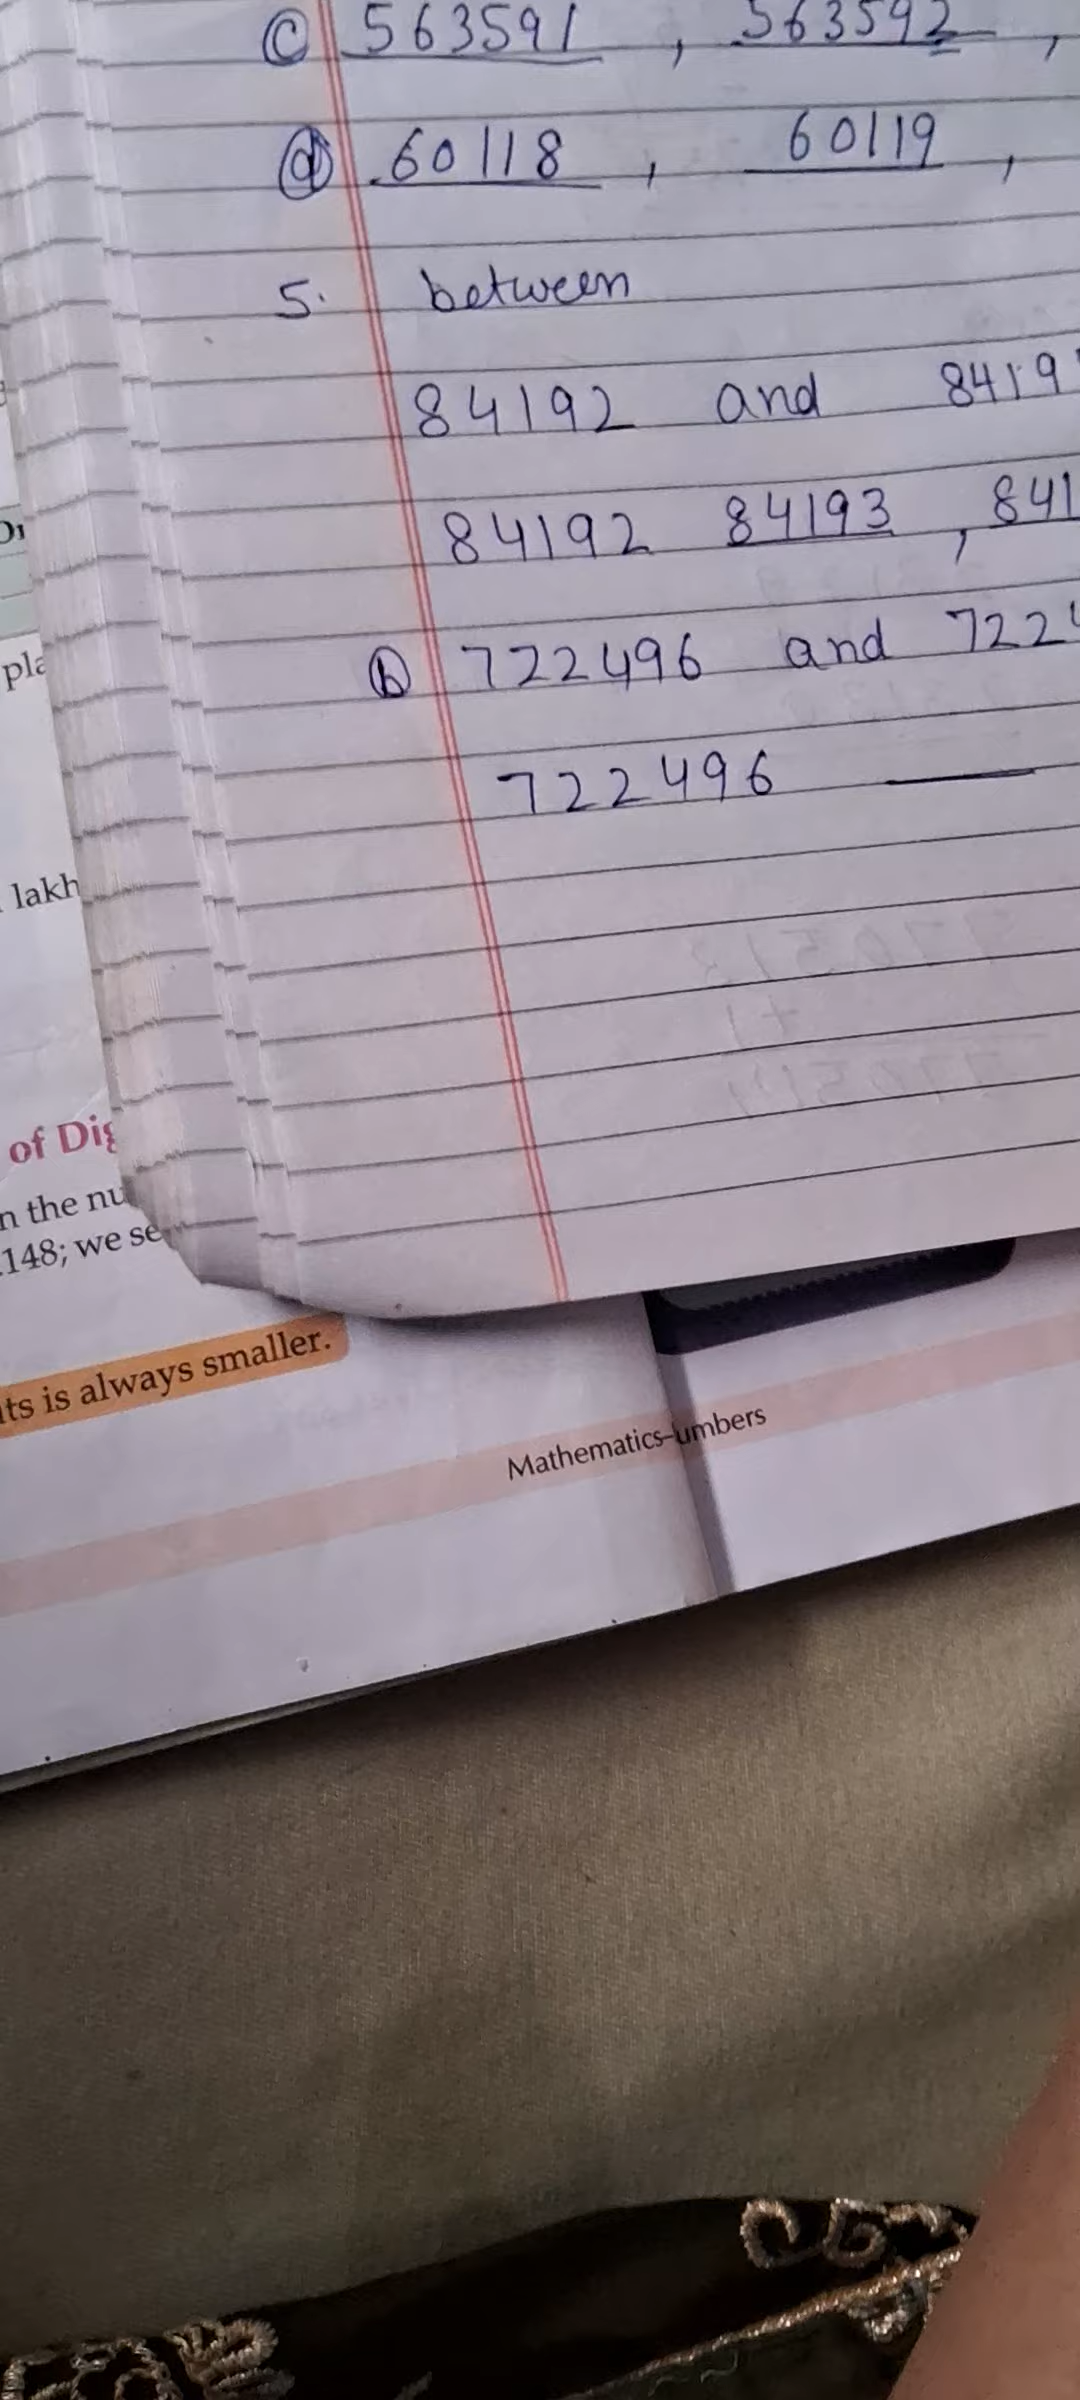 C 563591 , 563592 ,
d 60118 , 60119 ,
5. between
84192 and 8419
84192 84193 , 841
b 722496 and 722
722496
pla
lakh
of Dig
n the nu
148; we se
ts is always smaller.
Mathematics-umbers